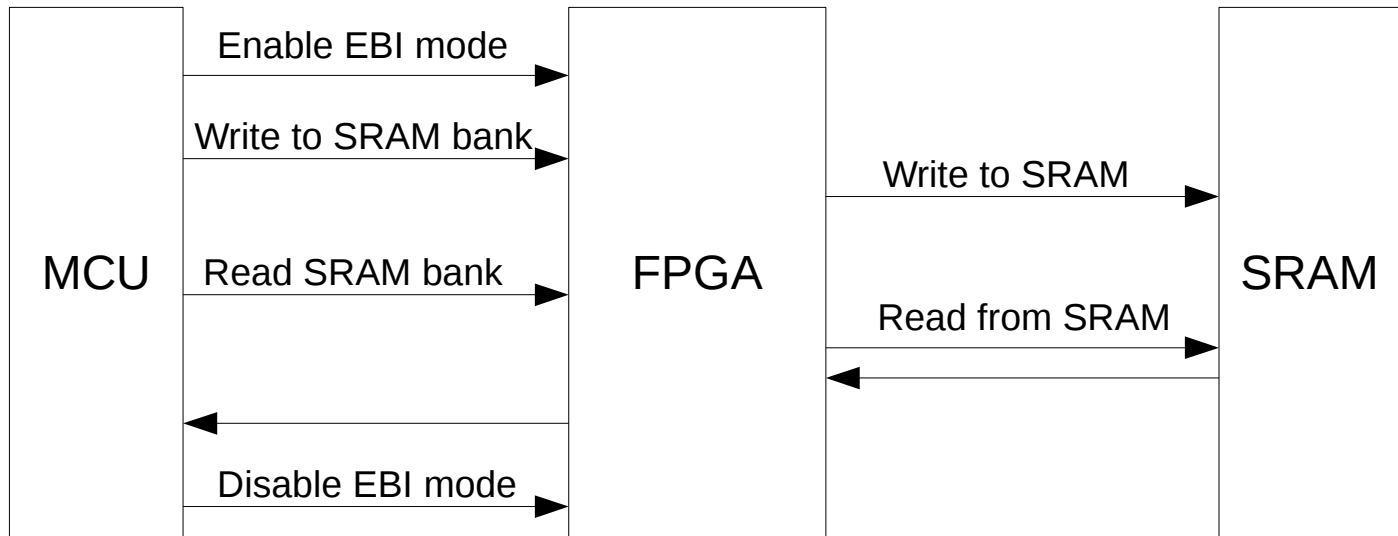 Enable EBI mode
Write to SRAM bank
Write to SRAM
MCU
Read SRAM bank
FPGA
SRAM
Read from SRAM
Disable EBI mode